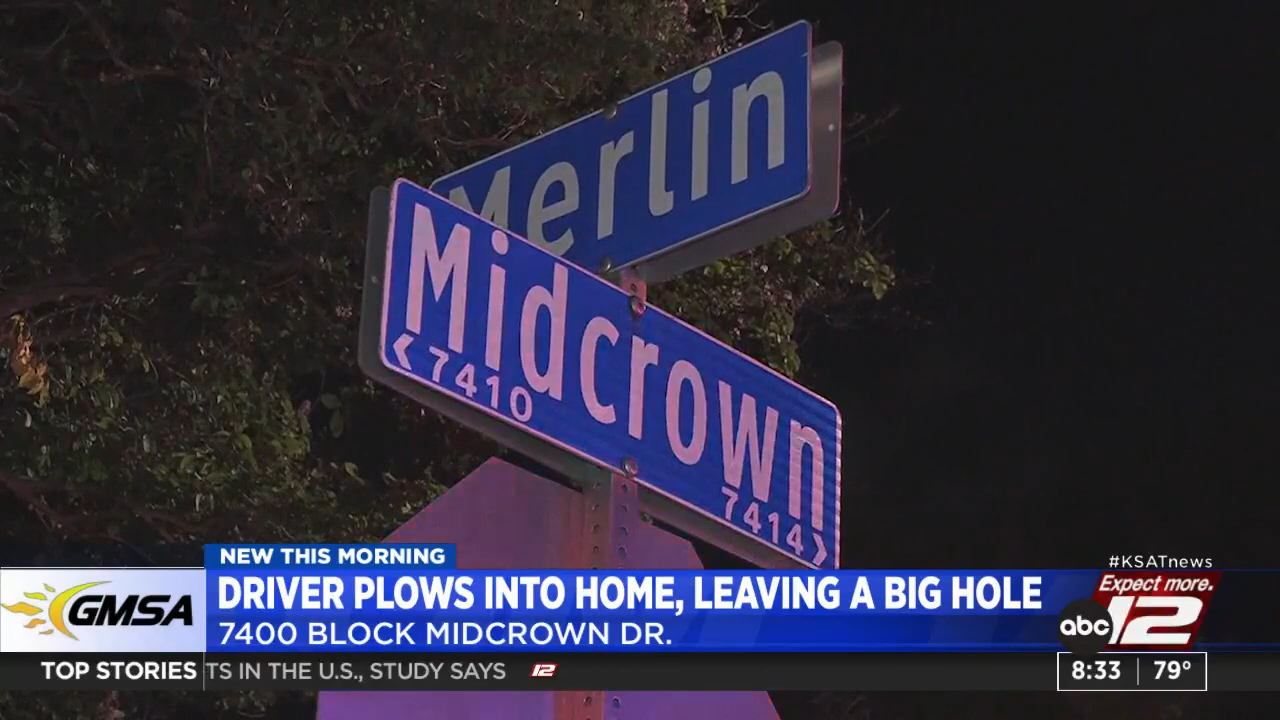 Merlin
Midcrown
< 7410
7414 >
#KSATnews
NEW THIS MORNING
GMSA
DRIVER PLOWS INTO HOME, LEAVING A BIG HOLE
7400 BLOCK MIDCROWN DR.
Expect more.
abc 12
TOP STORIES TS IN THE U.S., STUDY SAYS 12
8:33 79°